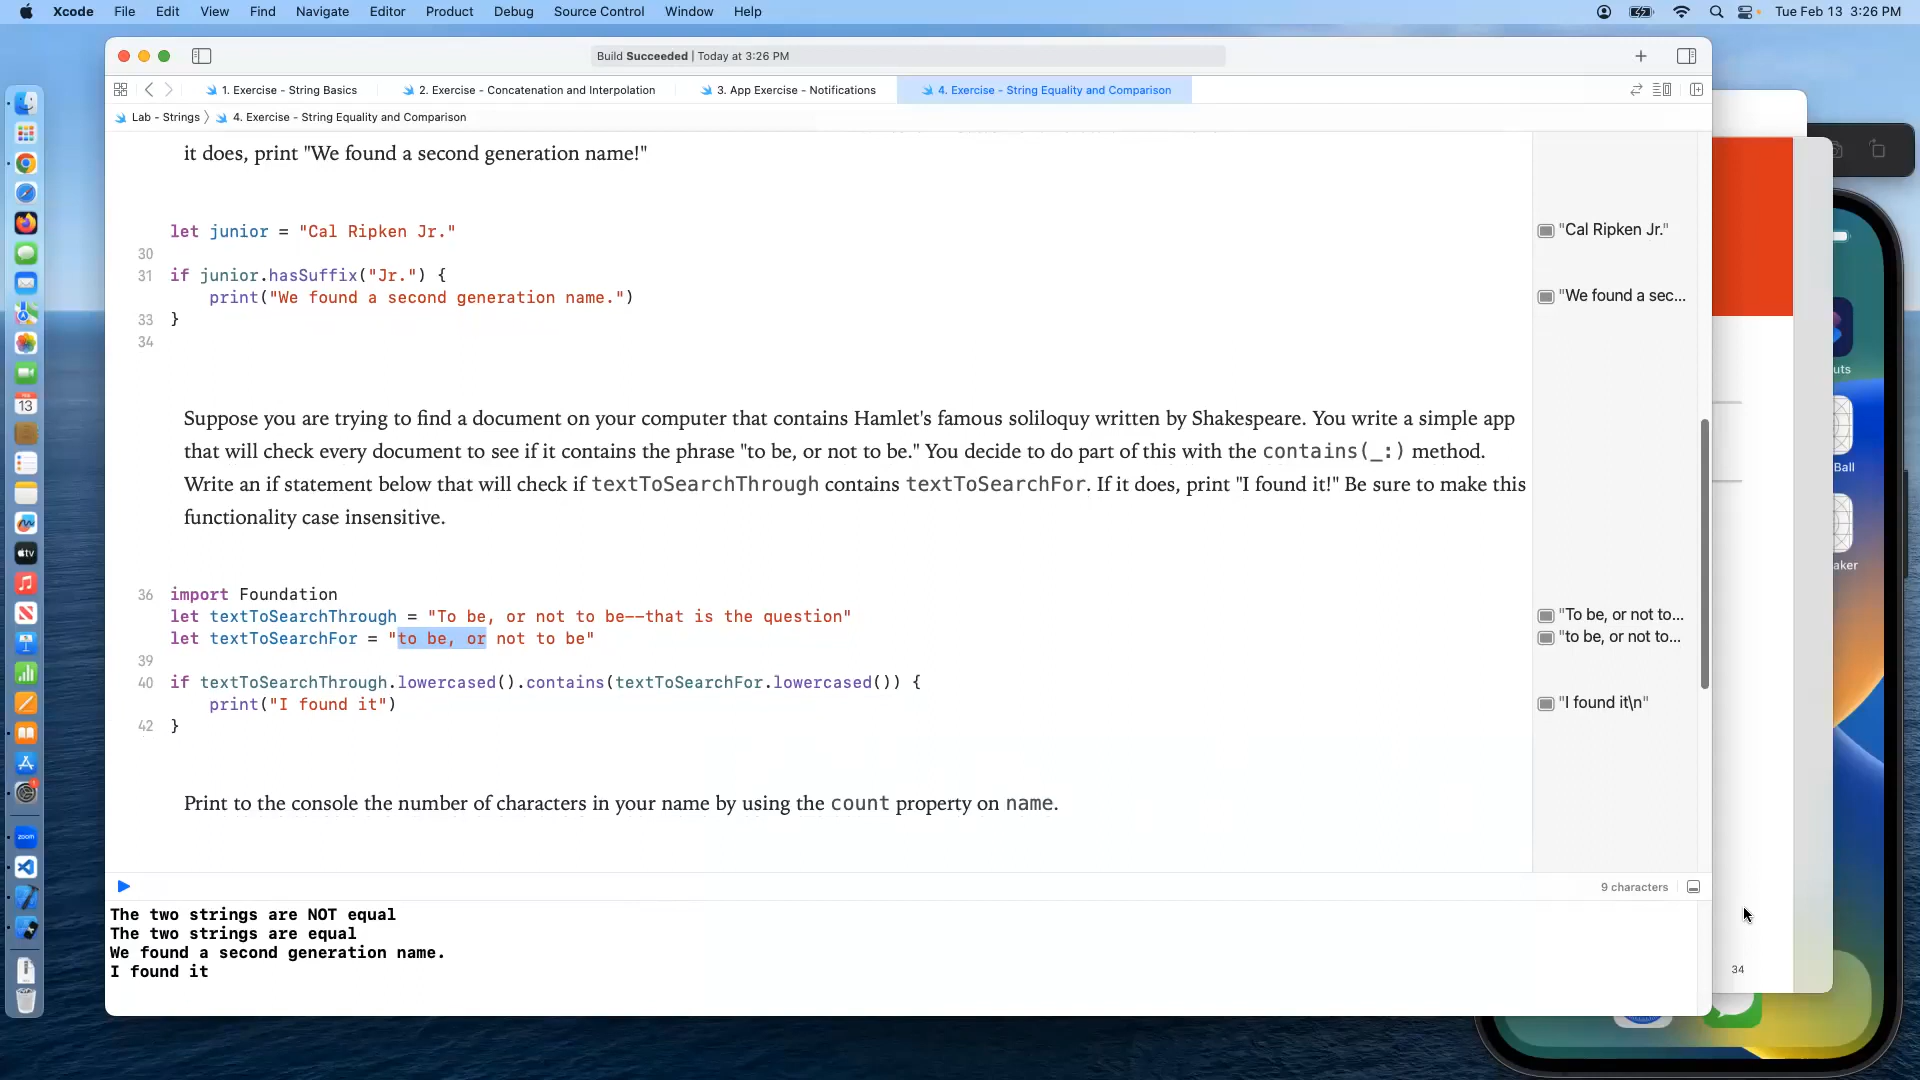 Xcode File Edit View Find Navigate Editor Product Debug Source Control Window Help Tue Feb 13 3:26 PM
Build Succeeded | Today at 3:26 PM
1. Exercise - String Basics 2. Exercise - Concatenation and Interpolation 3. App Exercise - Notifications 4. Exercise - String Equality and Comparison
Lab - Strings 〉 4. Exercise - String Equality and Comparison
it does, print "We found a second generation name!"
let junior = "Cal Ripken Jr." "Cal Ripken Jr."
30
31 if junior.hasSuffix("Jr.") {
print("We found a second generation name.") "We found a sec...
33 }
34
Suppose you are trying to find a document on your computer that contains Hamlet's famous soliloquy written by Shakespeare. You write a simple app
that will check every document to see if it contains the phrase "to be, or not to be." You decide to do part of this with the contains(_:) method.
Write an if statement below that will check if textToSearchThrough contains textToSearchFor. If it does, print "I found it!" Be sure to make this
functionality case insensitive.
36 import Foundation
let textToSearchThrough = "To be, or not to be--that is the question" "To be, or not to...
let textToSearchFor = "to be, or not to be" "to be, or not to...
39
40 if textToSearchThrough.lowercased().contains(textToSearchFor.lowercased()) {
print("I found it") "I found it\n"
42 }
Print to the console the number of characters in your name by using the count property on name.
9 characters
The two strings are NOT equal
The two strings are equal
We found a second generation name.
I found it
uts
Ball
aker
34
FEB
13
tv
zoom